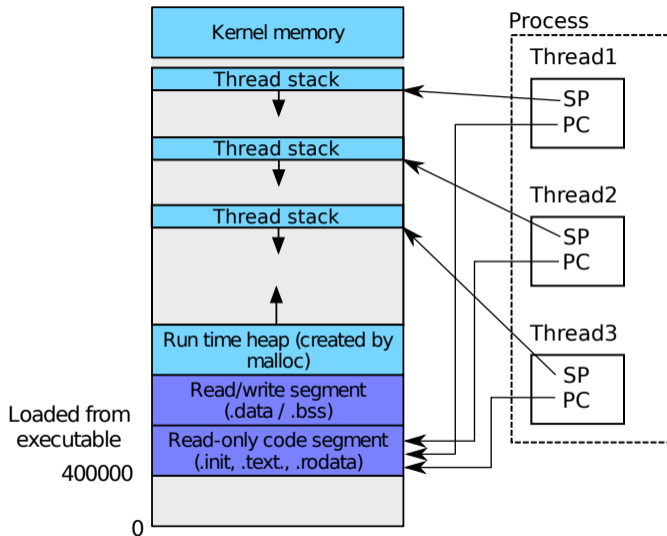 Kernel memory
Thread stack
Thread stack
Thread stack
Run time heap (created by
malloc)
Read/write segment
(.data / .bss)
Read-only code segment
(.init, .text., .rodata)
Loaded from
executable
400000
0
Process
Thread1
SP
PC
Thread2
SP
PC
Thread3
SP
PC